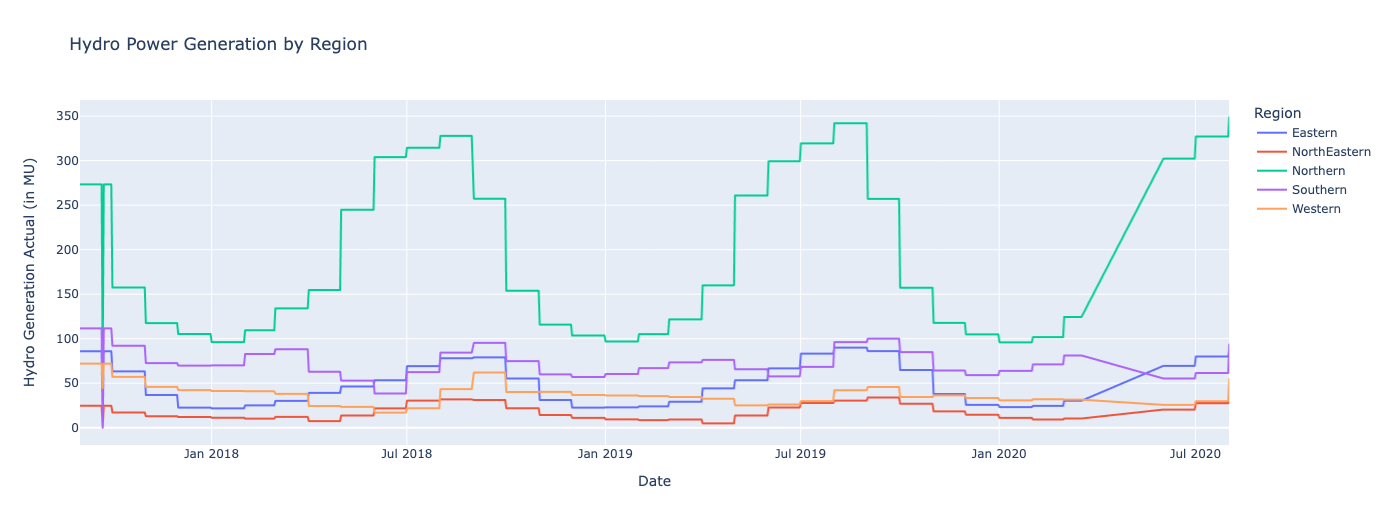 Hydro Power Generation by Region
Hydro Generation Actual (in MU)
350
300
250
200
150
100
50
0
Jan 2018
Jul 2018
Jan 2019
Jul 2019
Jan 2020
Jul 2020
Date
Region
Eastern
NorthEastern
Northern
Southern
Western